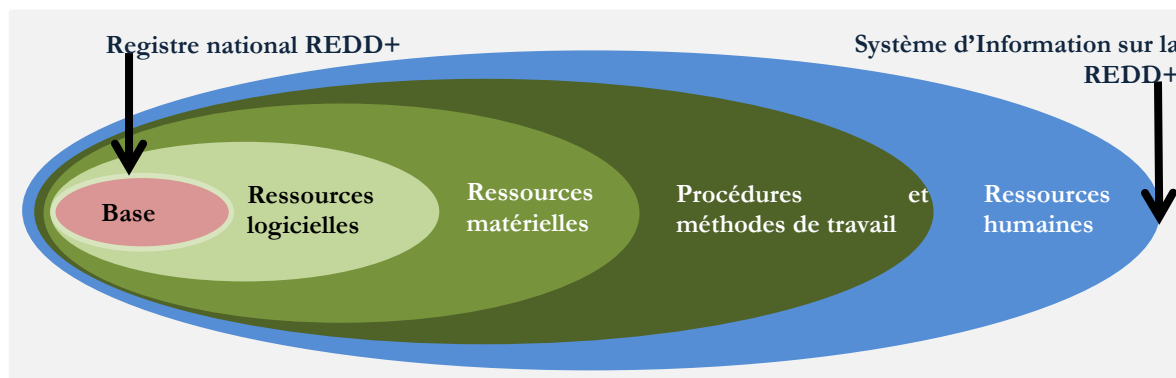 Registre national REDD+
Système d’Information sur la
REDD+
Base
Ressources
logicielles
Ressources
matérielles
Procédures et
méthodes de travail
Ressources
humaines